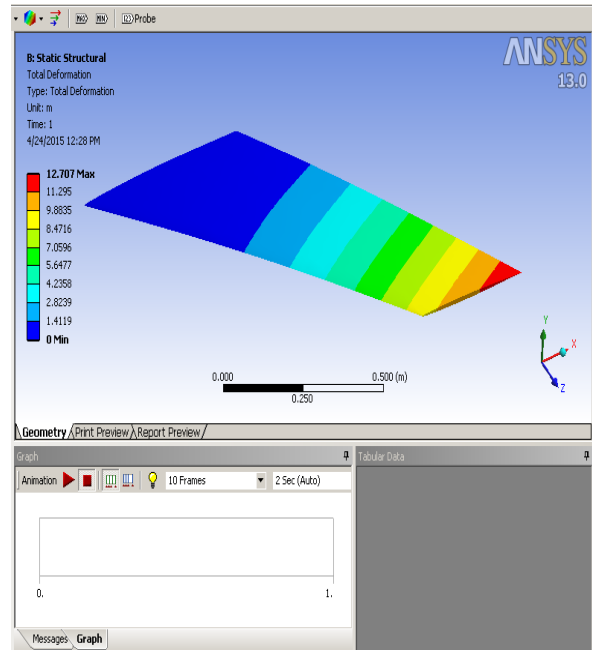 MAX MIN Probe
ANSYS
13.0
B: Static Structural
Total Deformation
Type: Total Deformation
Unit: m
Time: 1
4/24/2015 12:28 PM
12.707 Max
11.295
9.8835
8.4716
7.0596
5.6477
4.2358
2.8239
1.4119
0 Min
Y
X
Z
0.000 0.500 (m)
0.250
Geometry Print Preview Report Preview
Graph Tabular Data
Animation 10 Frames 2 Sec (Auto)
0. 1.
Messages Graph